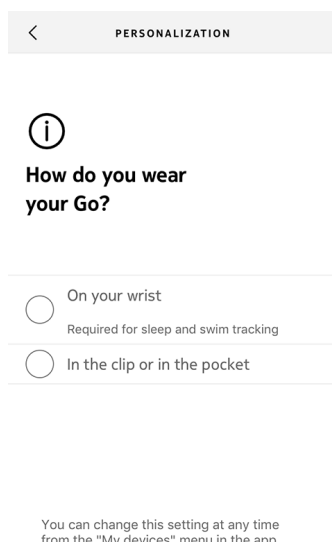 PERSONALIZATION
How do you wear
your Go?
On your wrist
Required for sleep and swim tracking
In the clip or in the pocket
You can change this setting at any time
from the "My devices" menu in the app